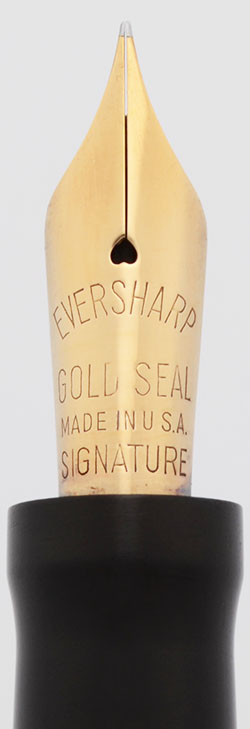 EVERSHARP
GOLD SEAL
MADE IN U.S.A.
SIGNATURE